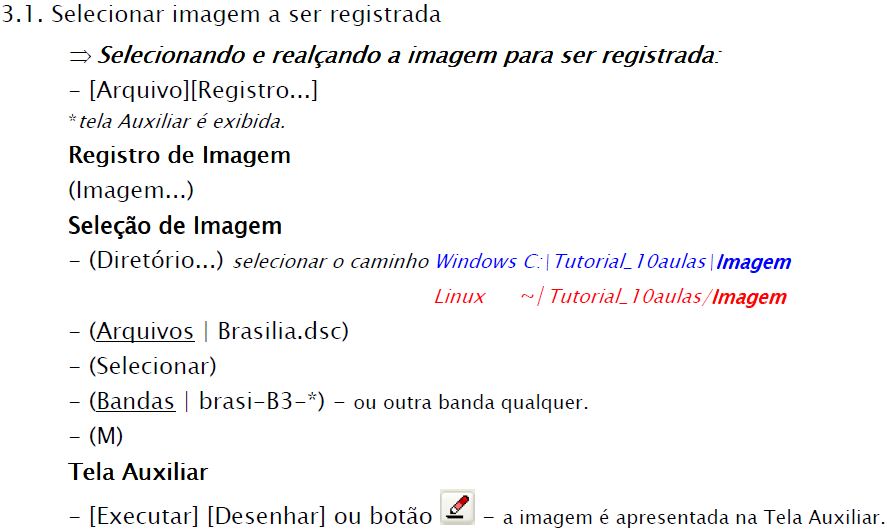 3.1. Selecionar imagem a ser registrada
⇒ Selecionando e realçando a imagem para ser registrada:
- [Arquivo][Registro...]
*tela Auxiliar é exibida.
Registro de Imagem
(Imagem...)
Seleção de Imagem
- (Diretório...) selecionar o caminho Windows C:\Tutorial_10aulas\Imagem
Linux ~/ Tutorial_10aulas/Imagem
- (Arquivos | Brasilia.dsc)
- (Selecionar)
- (Bandas | brasi-B3-*) - ou outra banda qualquer.
- (M)
Tela Auxiliar
- [Executar] [Desenhar] ou botão - a imagem é apresentada na Tela Auxiliar.